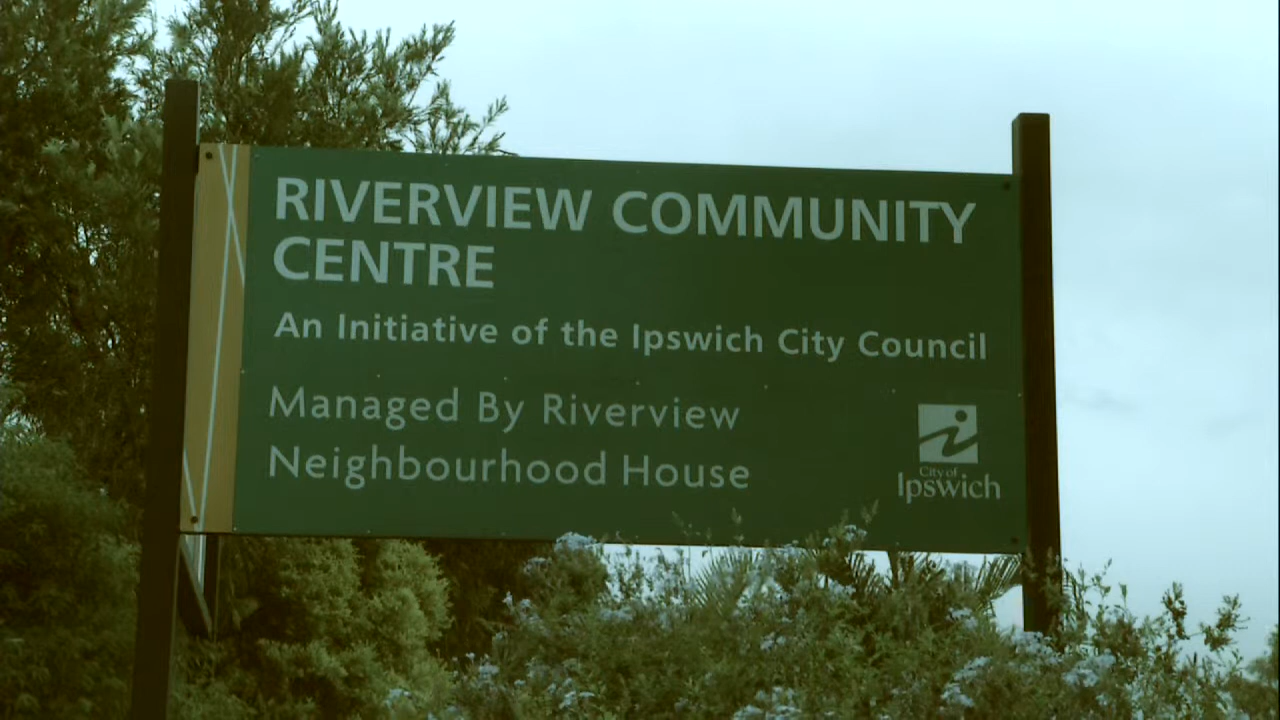 RIVERVIEW COMMUNITY
CENTRE
An Initiative of the Ipswich City Council
Managed By Riverview
Neighbourhood House
City of
Ipswich